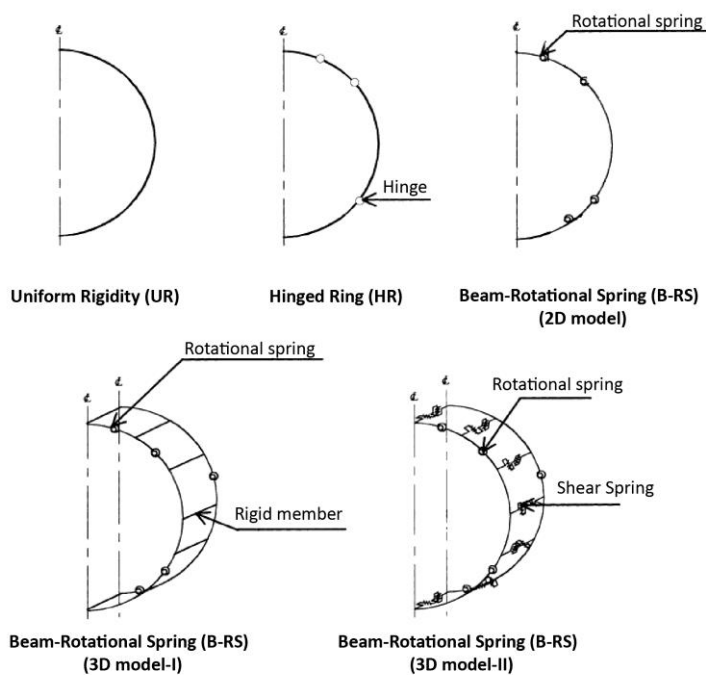 ℄
℄
℄
Rotational spring
Hinge
Uniform Rigidity (UR)
Hinged Ring (HR)
Beam-Rotational Spring (B-RS)
(2D model)
Rotational spring
℄
℄
Rigid member
Beam-Rotational Spring (B-RS)
(3D model-I)
℄
℄
Rotational spring
Shear Spring
Beam-Rotational Spring (B-RS)
(3D model-II)